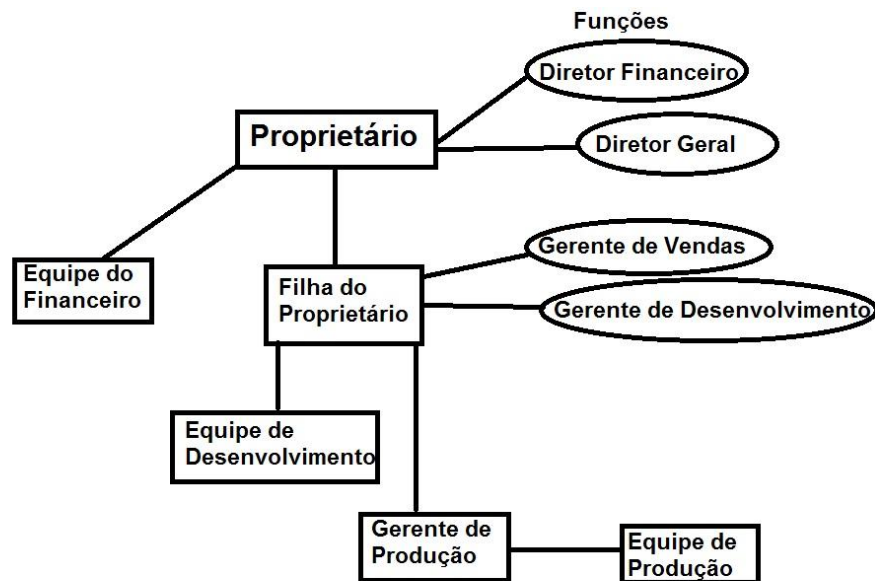 Funções
Diretor Financeiro
Proprietário
Diretor Geral
Gerente de Vendas
Equipe do
Financeiro
Filha do
Proprietário
Gerente de Desenvolvimento
Equipe de
Desenvolvimento
Gerente de
Produção
Equipe de
Produção